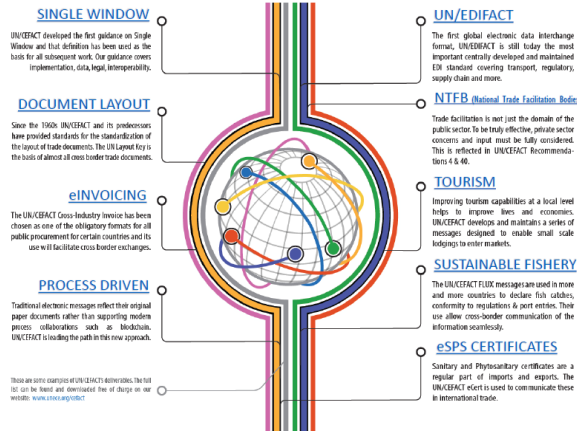 SINGLE WINDOW
UN/CEFACT developed the first guidance on Single
Window and that definition has been used as the
basis for all subsequent work. Our guidance covers
implementation, data, legal, interoperability.
DOCUMENT LAYOUT
Since the 1960s UN/CEFACT and its predecessors
have provided standards for the standardization of
the layout of trade documents. The UN Layout Key is
the basis of almost all cross border trade documents.
eINVOICING
The UN/CEFACT Cross-Industry Invoice has been
chosen as one of the obligatory formats for all
public procurement for certain countries and its
use will facilitate cross border exchanges.
PROCESS DRIVEN
Traditional electronic messages reflect their original
paper documents rather than supporting modern
process collaborations such as blockchain.
UN/CEFACT is leading the path in this new approach.
These are some examples of UN/CEFACT's deliverables. The full
list can be found and downloaded free of charge on our
website: www.unece.org/cefact
UN/EDIFACT
The first global electronic data interchange
format, UN/EDIFACT is still today the most
important centrally developed and maintained
EDI standard covering transport, regulatory,
supply chain and more.
NTFB (National Trade Facilitation Bodies
Trade facilitation is not just the domain of the
public sector. To be truly effective, private sector
concerns and input must be fully considered.
This is reflected in UN/CEFACT Recommenda-
tions 4 & 40.
TOURISM
Improving tourism capabilities at a local level
helps to improve lives and economies.
UN/CEFACT develops and maintains a series of
messages designed to enable small scale
lodgings to enter markets.
SUSTAINABLE FISHERY
The UN/CEFACT FLUX messages are used in more
and more countries to declare fish catches,
conformity to regulations & port entries. Their
use allow cross-border communication of the
information seamlessly.
eSPS CERTIFICATES
Sanitary and Phytosanitary certificates are a
regular part of imports and exports. The
UN/CEFACT eCert is used to communicate these
in international trade.